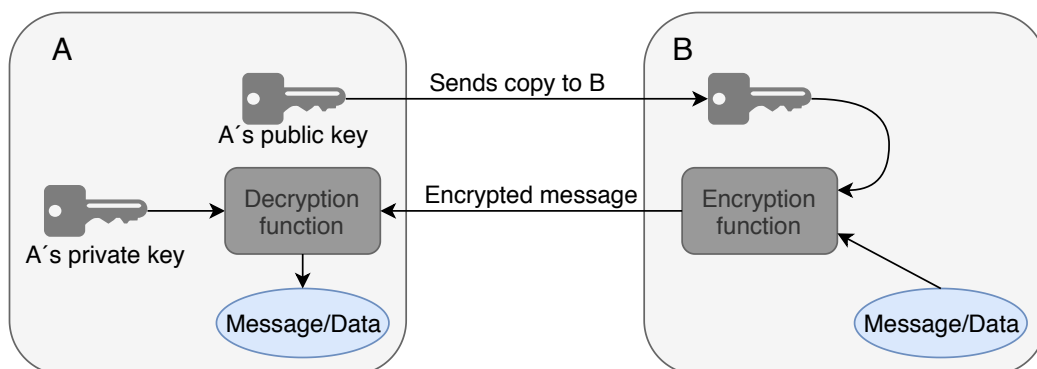 A
B
Sends copy to B
A´s public key
Decryption
function
Encrypted message
Encryption
function
A´s private key
Message/Data
Message/Data